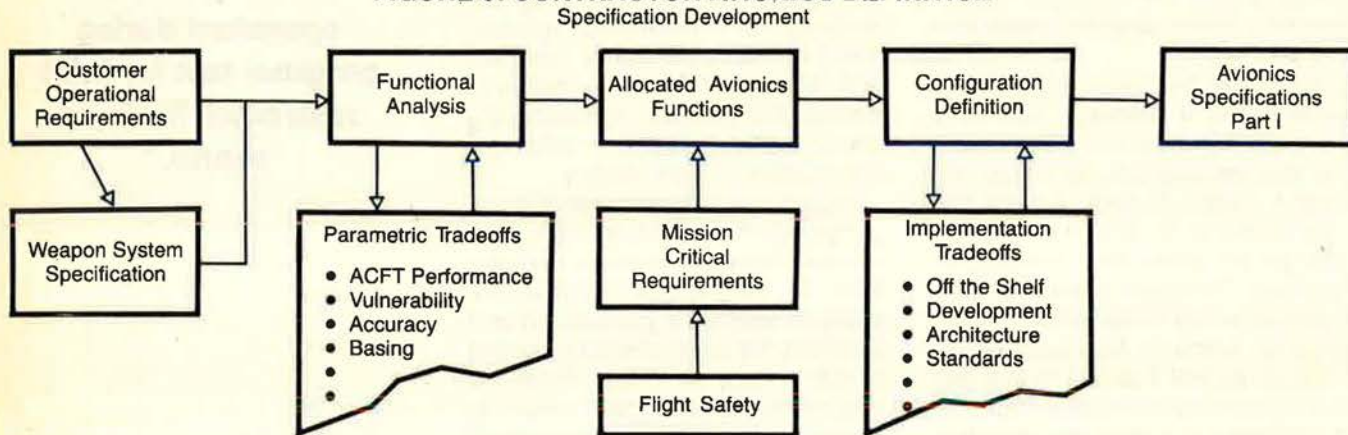 Specification Development
Customer
Operational
Requirements
Functional
Analysis
Allocated Avionics
Functions
Configuration
Definition
Avionics
Specifications
Part I
Weapon System
Specification
Parametric Tradeoffs
• ACFT Performance
• Vulnerability
• Accuracy
• Basing
•
•
Mission
Critical
Requirements
Implementation
Tradeoffs
• Off the Shelf
• Development
• Architecture
• Standards
•
•
Flight Safety